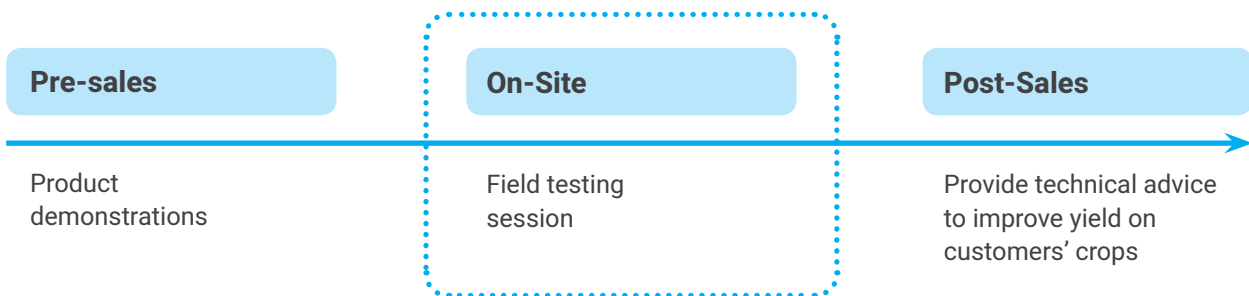 Pre-sales
On-Site
Post-Sales
Product
demonstrations
Field testing
session
Provide technical advice
to improve yield on
customers’ crops